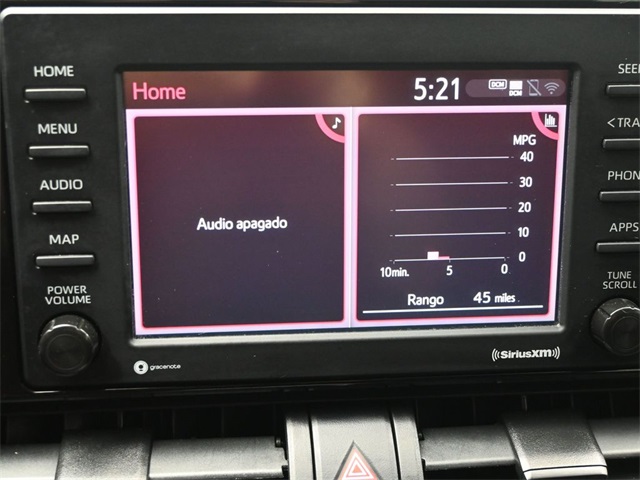 HOME
MENU
AUDIO
MAP
POWER
VOLUME
Home
5:21
DCM
DCM
Audio apagado
MPG
40
30
20
10
0
10min.
5
0
Rango 45 miles
gracenote
((SiriusXM))
SEE
<TRA
PHON
APPS
TUNE
SCROLL